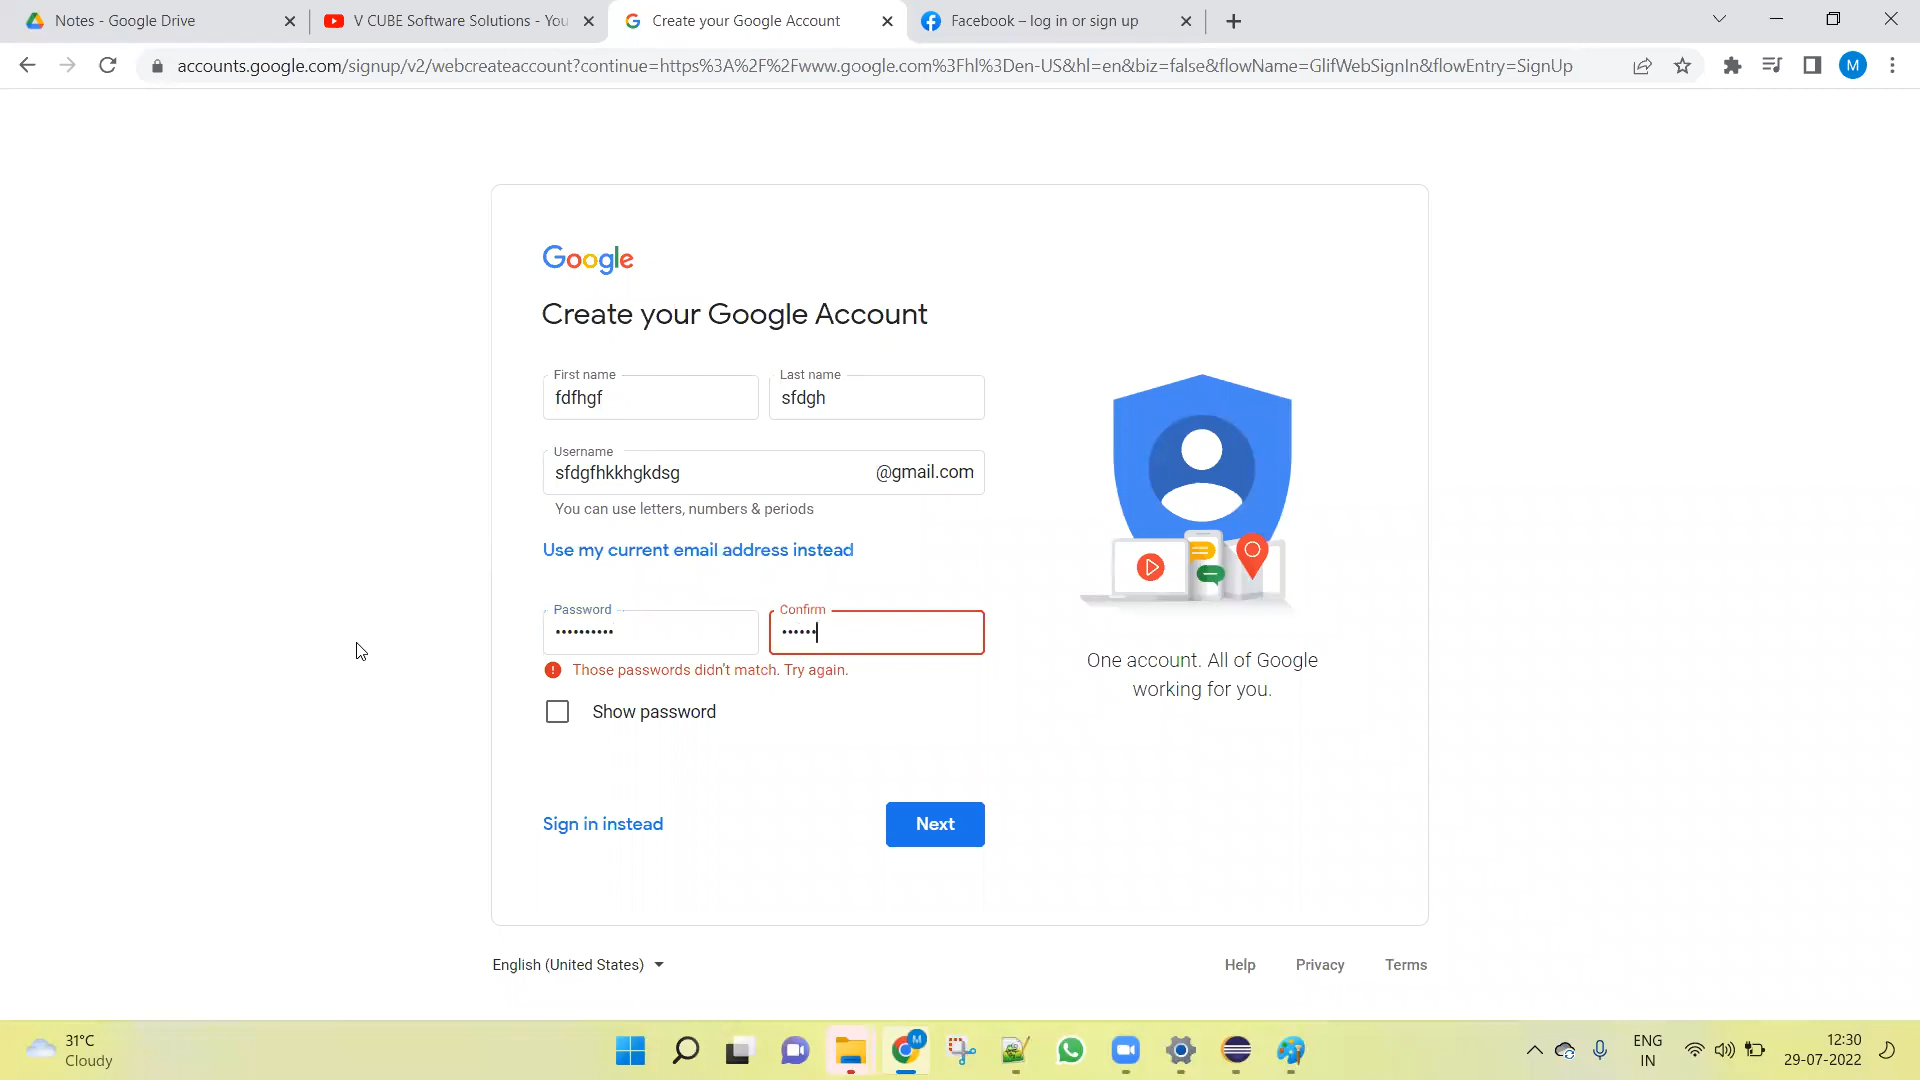 Notes - Google Drive
V CUBE Software Solutions - You
Create your Google Account
Facebook – log in or sign up
accounts.google.com/signup/v2/webcreateaccount?continue=https%3A%2F%2Fwww.google.com%3Fhl%3Den-US&hl=en&biz=false&flowName=GlifWebSignIn&flowEntry=SignUp
M
Google
Create your Google Account
First name
fdfhgf
Last name
sfdgh
Username
sfdgfhkkhgkdsg
@gmail.com
You can use letters, numbers & periods
Use my current email address instead
Password
••••••••••
Confirm
••••••
Those passwords didn't match. Try again.
Show password
Sign in instead
Next
One account. All of Google
working for you.
English (United States)
Help
Privacy
Terms
31°C
Cloudy
M
ENG
IN
12:30
29-07-2022